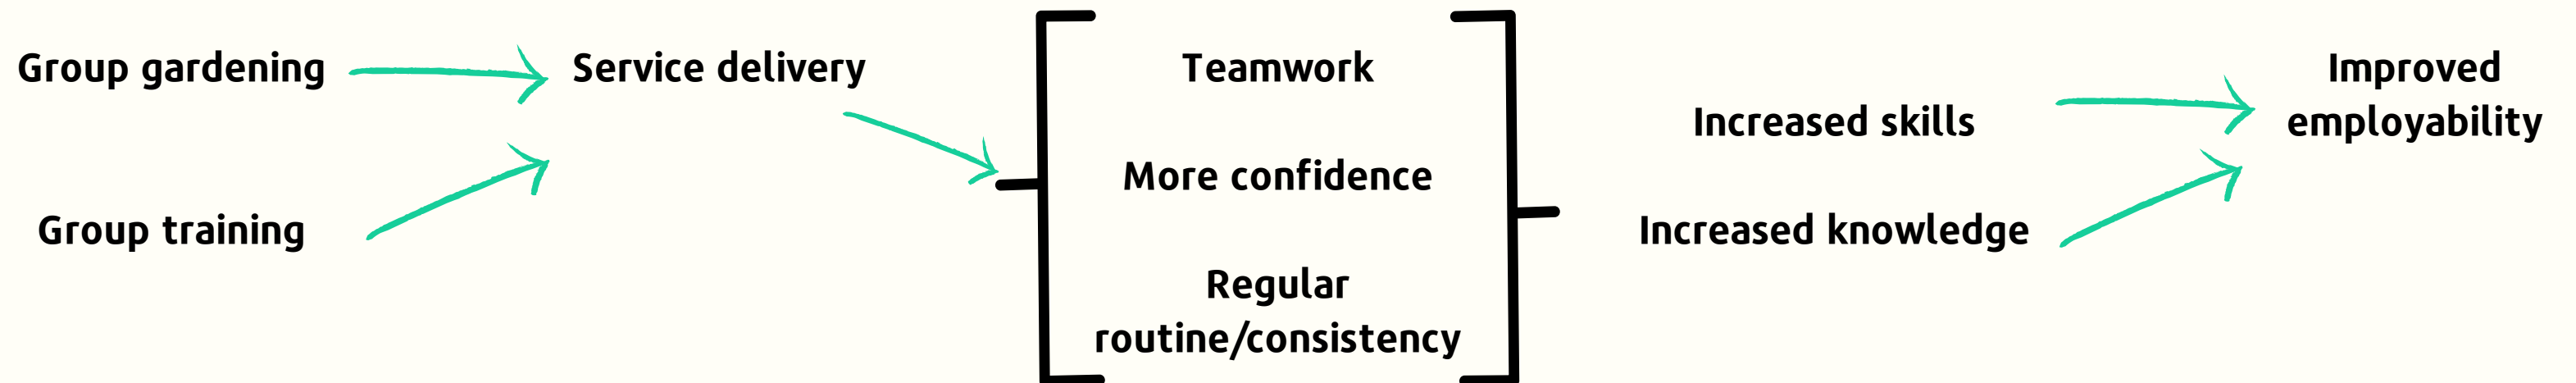 Group gardening
Group training
Service delivery
Teamwork
More confidence
Regular
routine/consistency
Increased skills
Increased knowledge
Improved
employability